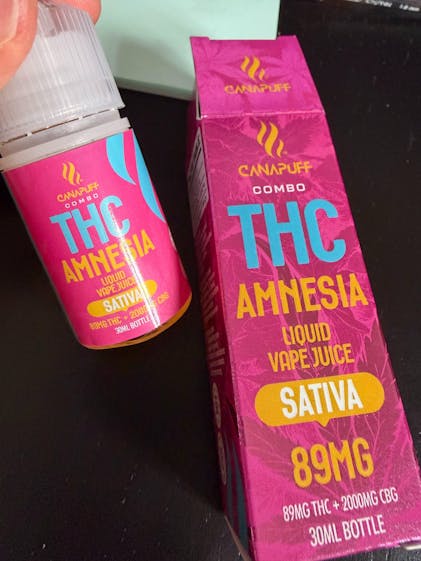 CANAPUFF
COMBO
THC
AMNESIA
LIQUID
VAPE JUICE
SATIVA
89MG THC + 2000MG CBG
30ML BOTTLE
CANAPUFF
CANAPUFF
COMBO
THC
AMNESIA
LIQUID
VAPE JUICE
SATIVA
89MG
89MG THC + 2000MG CBG
30ML BOTTLE